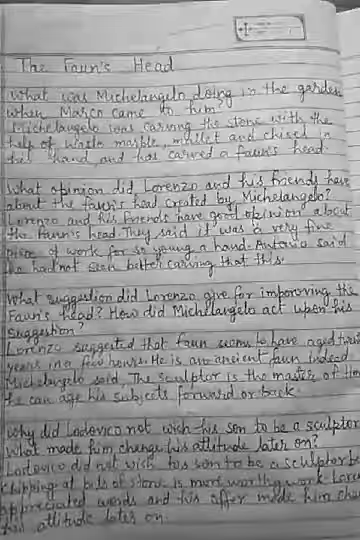 The Faun's Head
What was Michelangelo doing in the garden
when Marco came to him?
Michelangelo was carving the stone with the
help of waste marble, mallet and chisel in
his hand, and has carved a faun's head.
What opinion did Lorenzo and his friends have
about the faun's head created by Michelangelo?
Lorenzo and his friends have good opinion about
the faun's head. They said it was a very fine
piece of work for so young a hand. Antonio said
he had not seen better carving that this.
What suggestion did Lorenzo give for improving the
Faun's head? How did Michelangelo act upon his
suggestion?
Lorenzo suggested that faun seems to have aged
years in a few hours. He is an ancient faun indeed
Michelangelo said, The sculptor is the master of
he can age his subjects forward or back.
Why did Lodovico not wish his son to be a sculptor
What made him change his attitude later on?
Lodovico did not wish his son to be a sculptor
Chipping at bits of stone is more worthy work
appreciated words and his offer made him
his attitude later on.